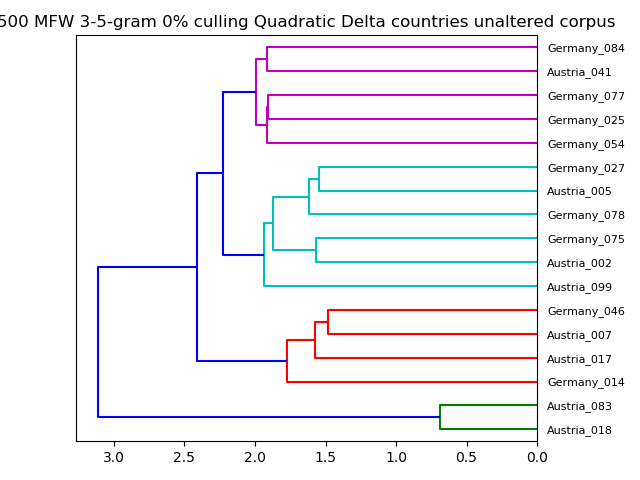 500 MFW 3-5-gram 0% culling Quadratic Delta countries unaltered corpus
Germany_084
Austria_041
Germany_077
Germany_025
Germany_054
Germany_027
Austria_005
Germany_078
Germany_075
Austria_002
Austria_099
Germany_046
Austria_007
Austria_017
Germany_014
Austria_083
Austria_018
3.0 2.5 2.0 1.5 1.0 0.5 0.0